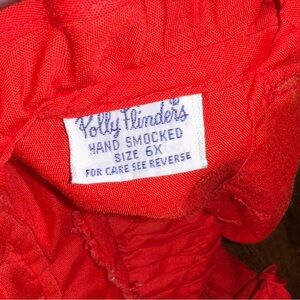 Polly Flinders
HAND SMOCKED
SIZE 6X
FOR CARE SEE REVERSE